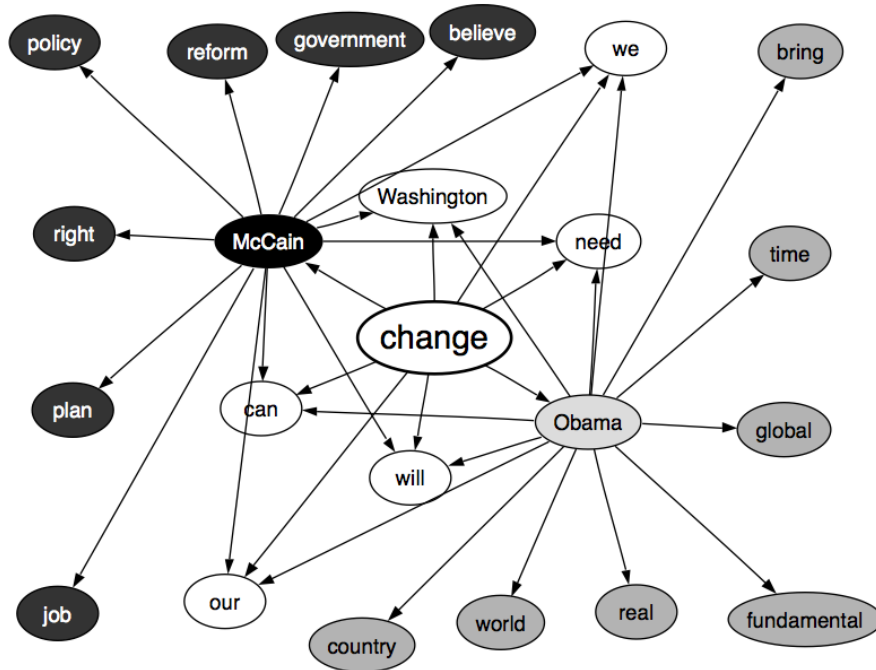 policy
reform
government
believe
we
bring
Washington
right
McCain
need
time
change
plan
can
Obama
global
will
job
our
country
world
real
fundamental